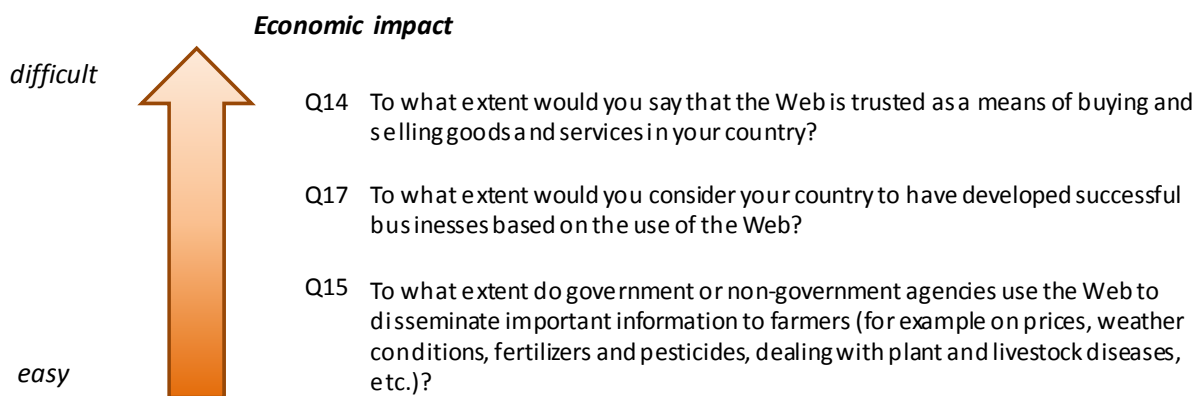 Economic impact
difficult
Q14 To what extent would you say that the Web is trusted as a means of buying and
selling goods and services in your country?
Q17 To what extent would you consider your country to have developed successful
businesses based on the use of the Web?
Q15 To what extent do government or non-government agencies use the Web to
disseminate important information to farmers (for example on prices, weather
conditions, fertilizers and pesticides, dealing with plant and livestock diseases,
etc.)?
easy